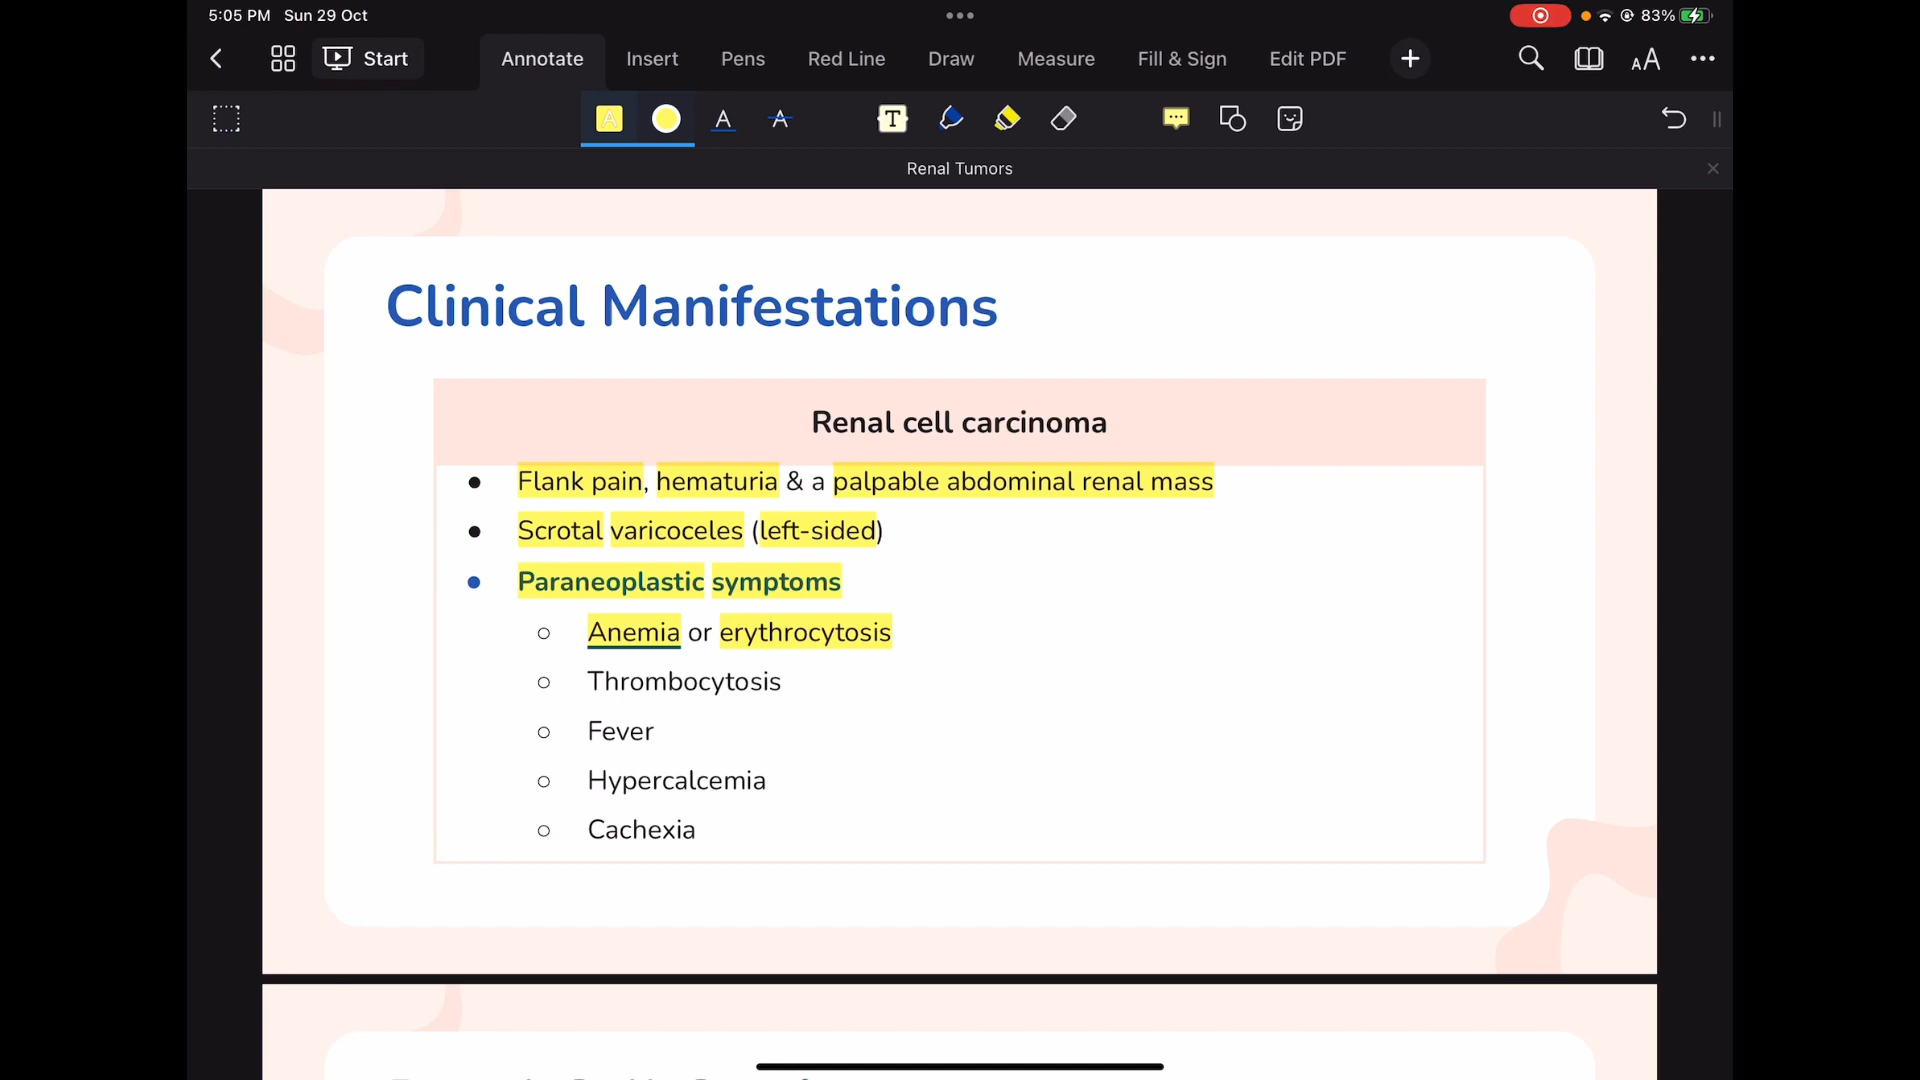 5:05 PM Sun 29 Oct
83%
Start
Annotate Insert Pens Red Line Draw Measure Fill & Sign Edit PDF
Renal Tumors
Clinical Manifestations
Renal cell carcinoma
Flank pain, hematuria & a palpable abdominal renal mass
Scrotal varicoceles (left-sided)
Paraneoplastic symptoms
Anemia or erythrocytosis
Thrombocytosis
Fever
Hypercalcemia
Cachexia